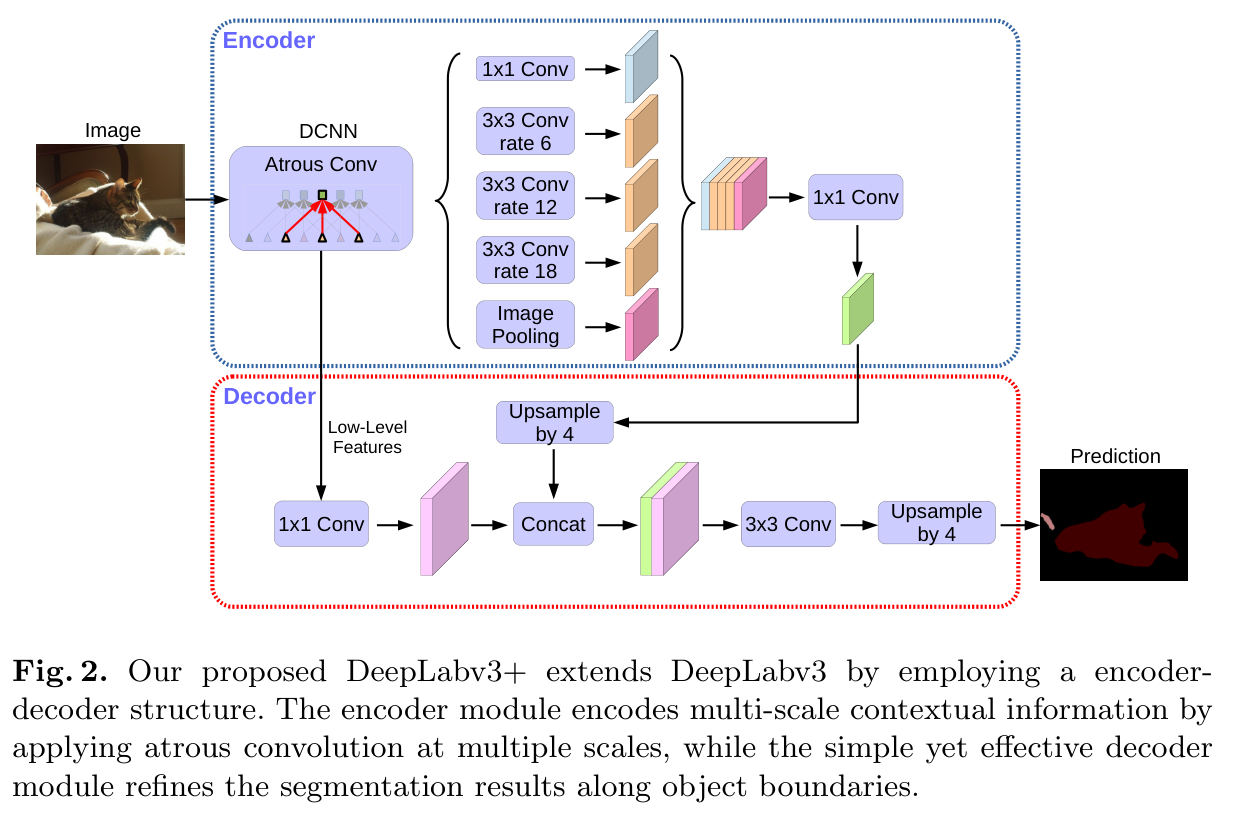 Encoder
Image
DCNN
Atrous Conv
1x1 Conv
3x3 Conv
rate 6
3x3 Conv
rate 12
3x3 Conv
rate 18
Image
Pooling
1x1 Conv
Decoder
Low-Level
Features
Upsample
by 4
1x1 Conv
Concat
3x3 Conv
Upsample
by 4
Prediction
Fig. 2. Our proposed DeepLabv3+ extends DeepLabv3 by employing a encoder-
decoder structure. The encoder module encodes multi-scale contextual information by
applying atrous convolution at multiple scales, while the simple yet effective decoder
module refines the segmentation results along object boundaries.